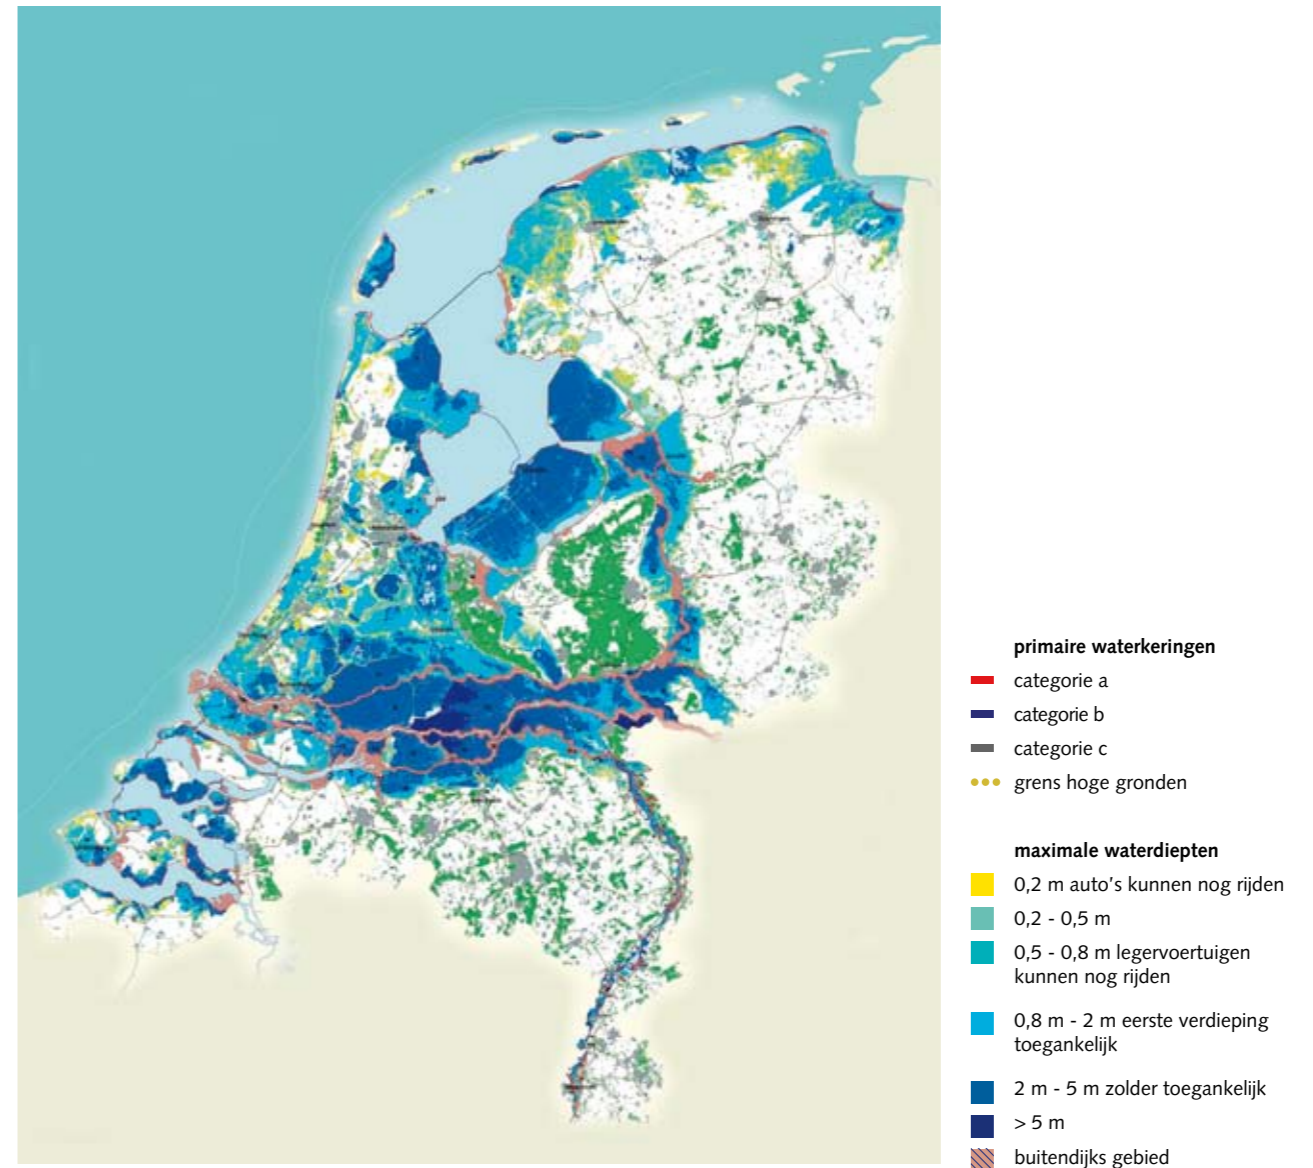 primaire waterkeringen
categorie a
categorie b
categorie c
grens hoge gronden
maximale waterdiepten
0,2 m auto's kunnen nog rijden
0,2 - 0,5 m
0,5 - 0,8 m legervoertuigen
kunnen nog rijden
0,8 m - 2 m eerste verdieping
toegankelijk
2 m - 5 m zolder toegankelijk
> 5 m
buitendijks gebied